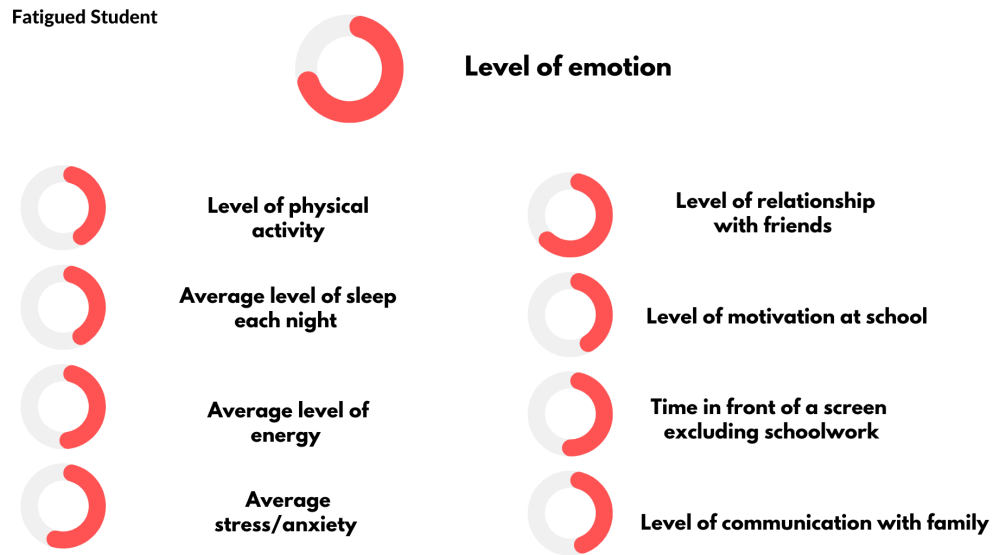 Fatigued Student
Level of emotion
Level of physical
activity
Level of relationship
with friends
Average level of sleep
each night
Level of motivation at school
Average level of
energy
Time in front of a screen
excluding schoolwork
Average
stress/anxiety
Level of communication with family